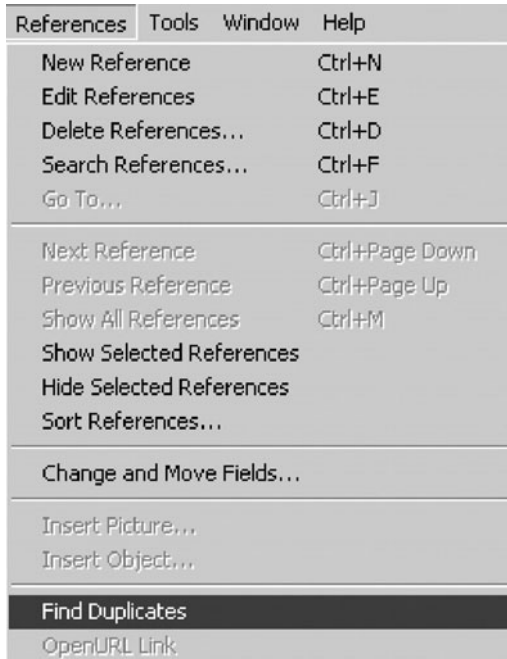 References Tools Window Help
New Reference Ctrl+N
Edit References Ctrl+E
Delete References... Ctrl+D
Search References... Ctrl+F
Go To... Ctrl+J
Next Reference Ctrl+Page Down
Previous Reference Ctrl+Page Up
Show All References Ctrl+M
Show Selected References
Hide Selected References
Sort References...
Change and Move Fields...
Insert Picture...
Insert Object...
Find Duplicates
OpenURL Link